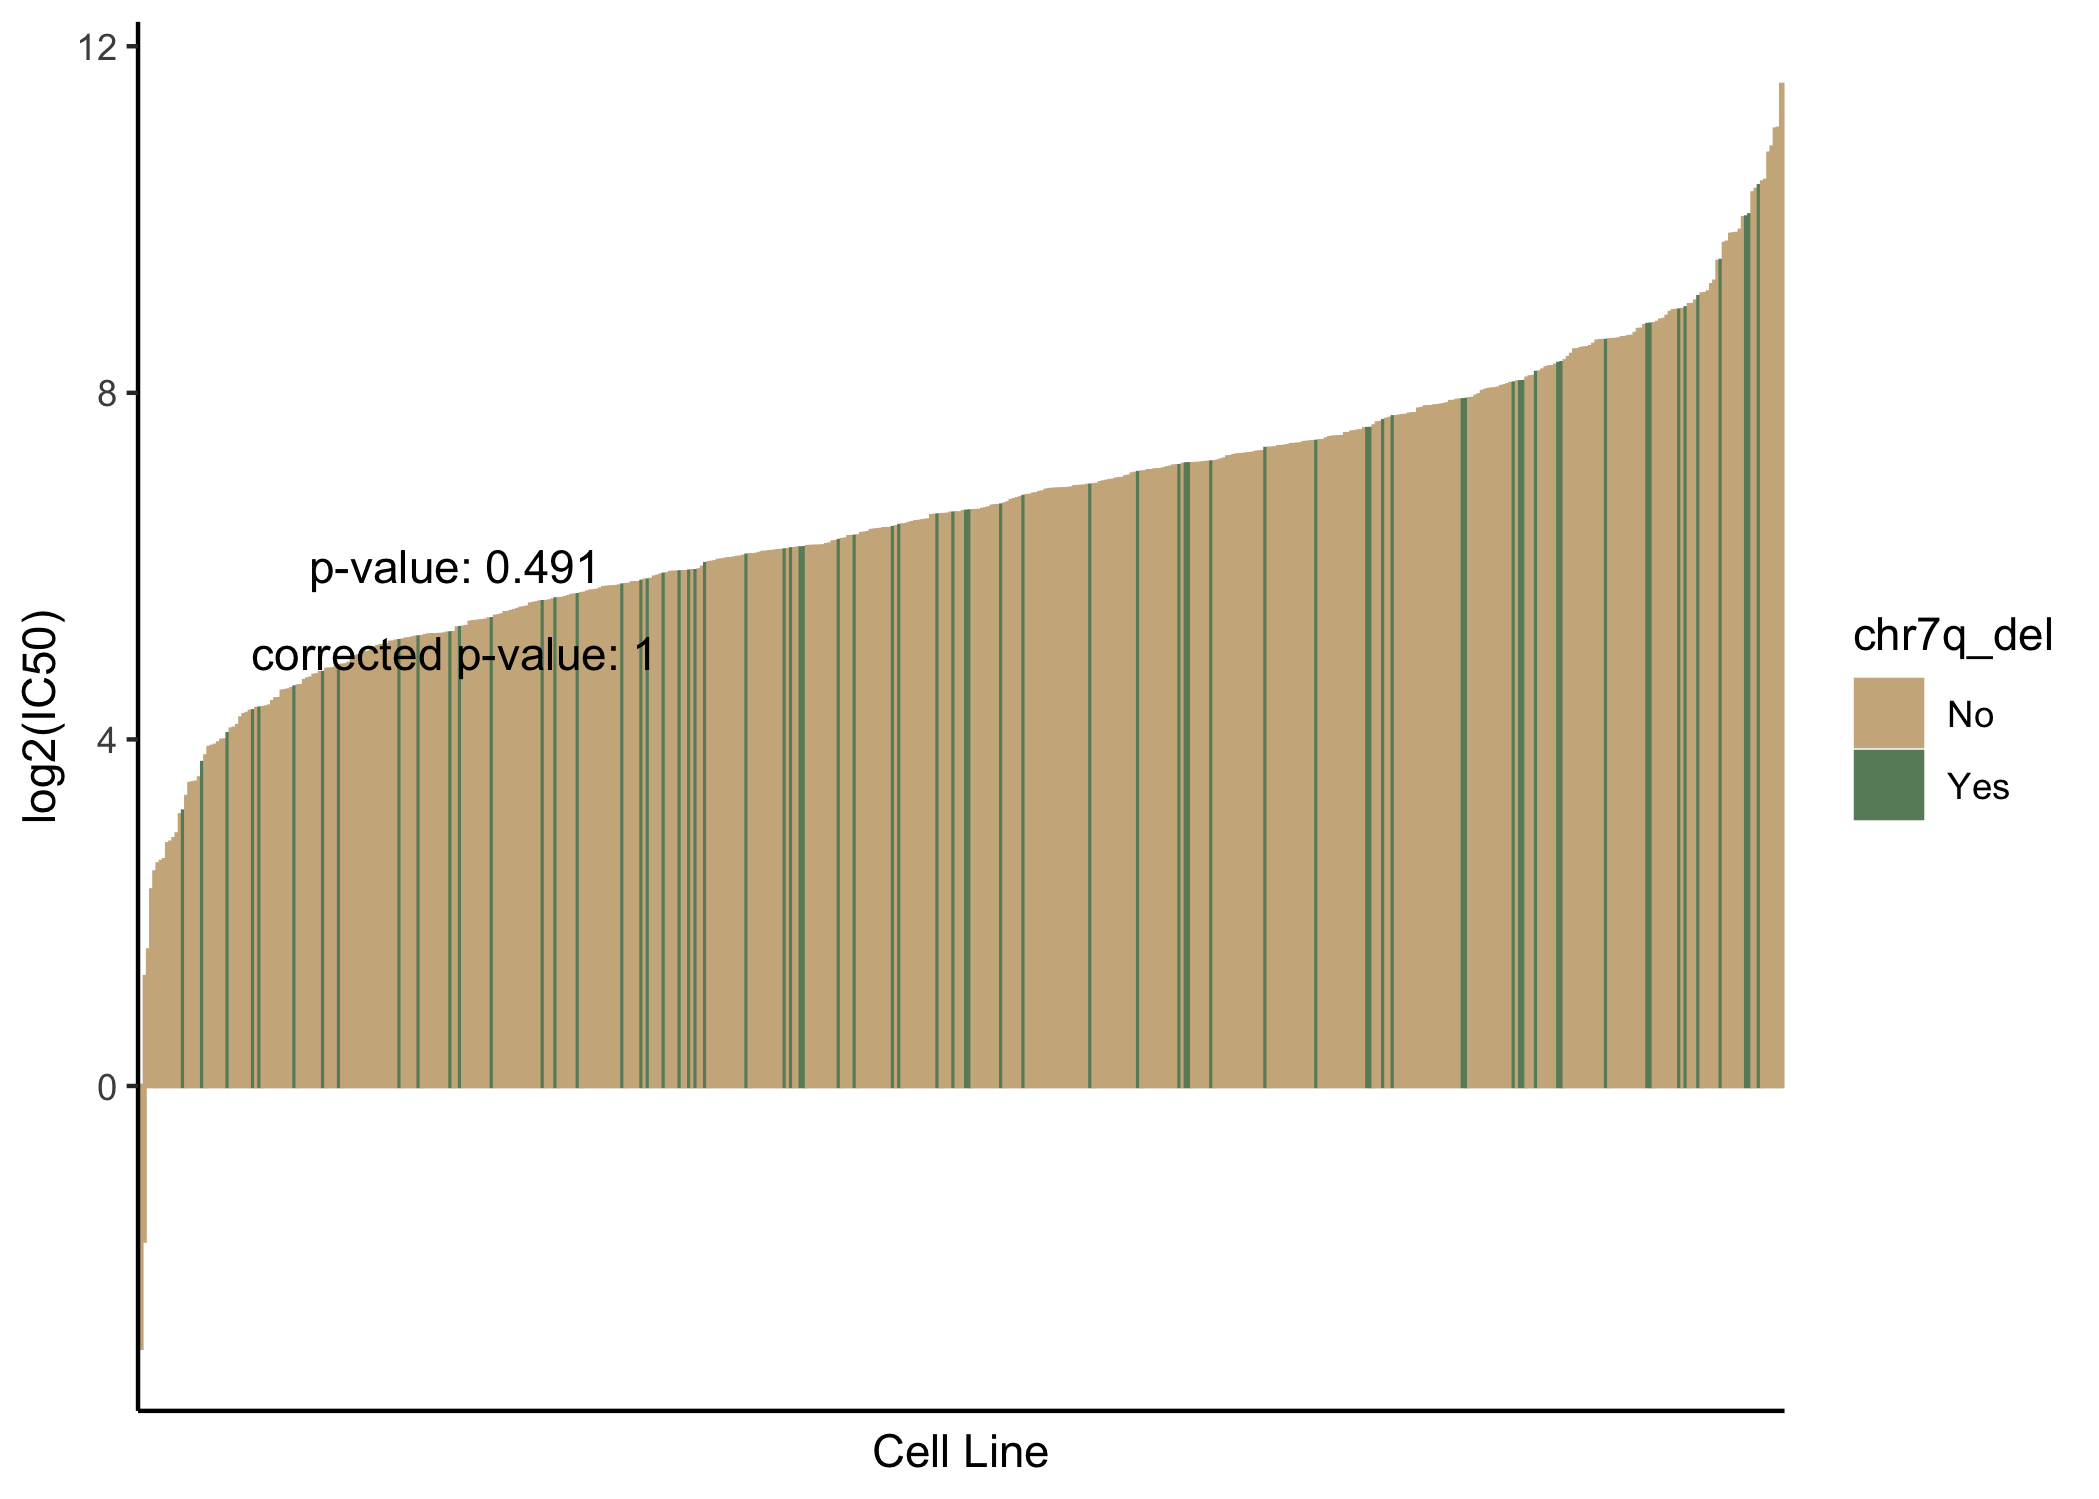 12
8
4
0
log2(IC50)
p-value: 0.491
corrected p-value: 1
Cell Line
chr7q_del
No
Yes